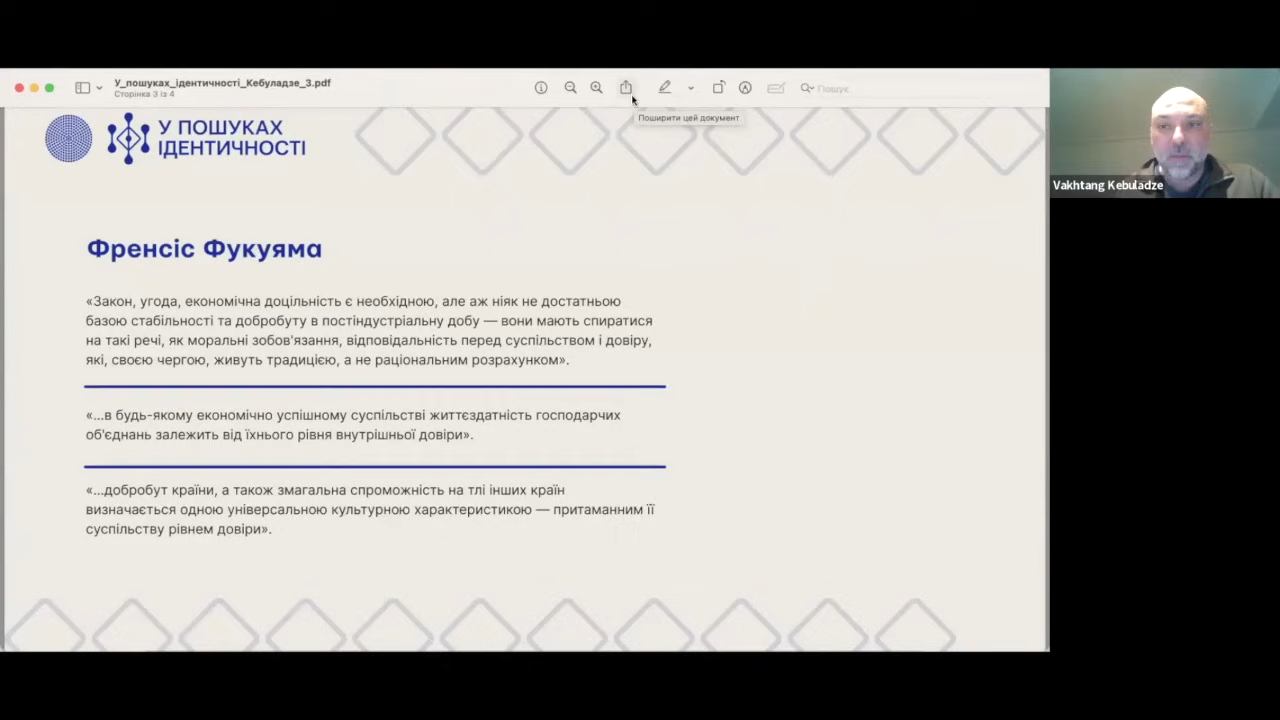 У_пошуках_ідентичності_Кебуладзе_3.pdf
Сторінка 3 із 4
Пошук
Поширити цей документ
У ПОШУКАХ
ІДЕНТИЧНОСТІ
Vakhtang Kebuladze
Френсіс Фукуяма
«Закон, угода, економічна доцільність є необхідною, але аж ніяк не достатньою
базою стабільності та добробуту в постіндустріальну добу — вони мають спиратися
на такі речі, як моральні зобов'язання, відповідальність перед суспільством і довіру,
які, своєю чергою, живуть традицією, а не раціональним розрахунком».
«...в будь-якому економічно успішному суспільстві життєздатність господарчих
об'єднань залежить від їхнього рівня внутрішньої довіри».
«...добробут країни, а також змагальна спроможність на тлі інших країн
визначається одною універсальною культурною характеристикою — притаманним її
суспільству рівнем довіри».